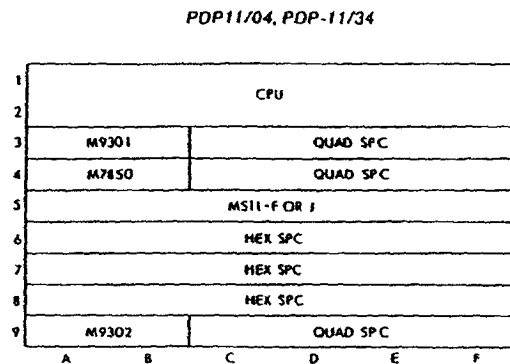 PDP11/04, PDP-11/34
1
CPU
2
3 M9301 QUAD SPC
4 M7850 QUAD SPC
5 MS11-F OR J
6 HEX SPC
7 HEX SPC
8 HEX SPC
9 M9302 QUAD SPC
A B C D E F